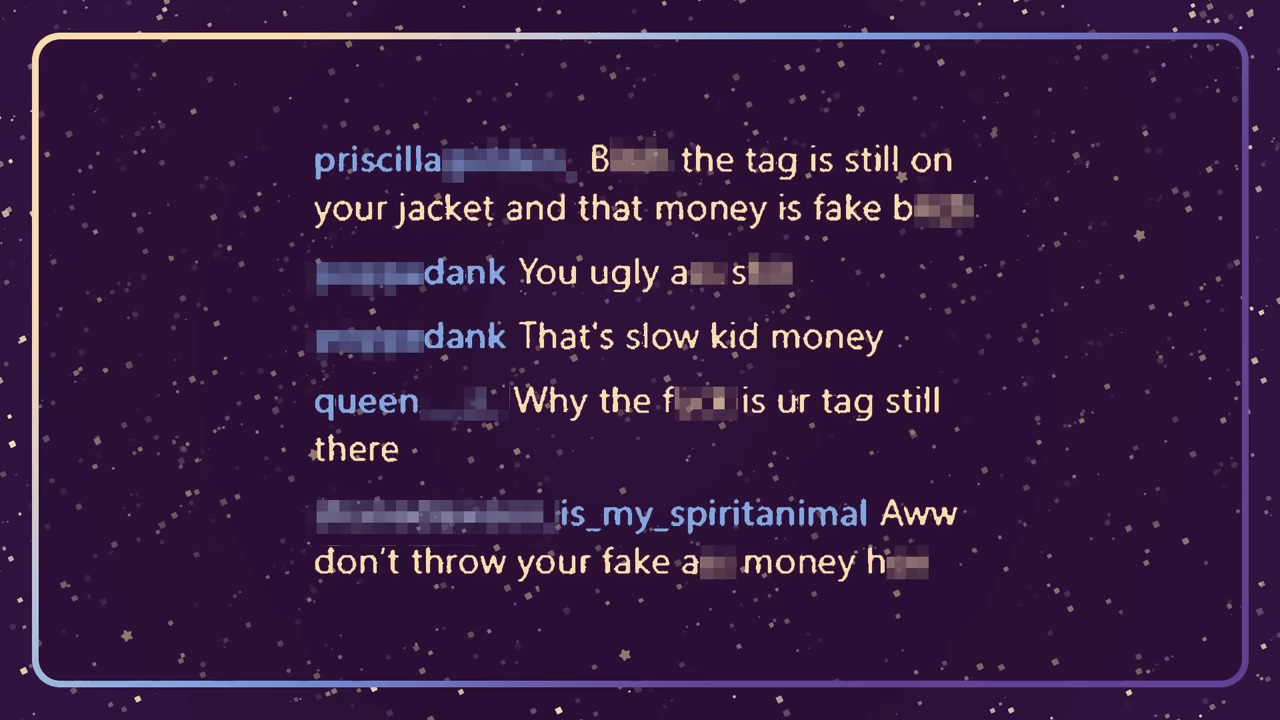 priscilla B the tag is still on
your jacket and that money is fake b
dank You ugly a s
dank That's slow kid money
queen Why the f is ur tag still
there
is_my_spiritanimal Aww
don't throw your fake a money h